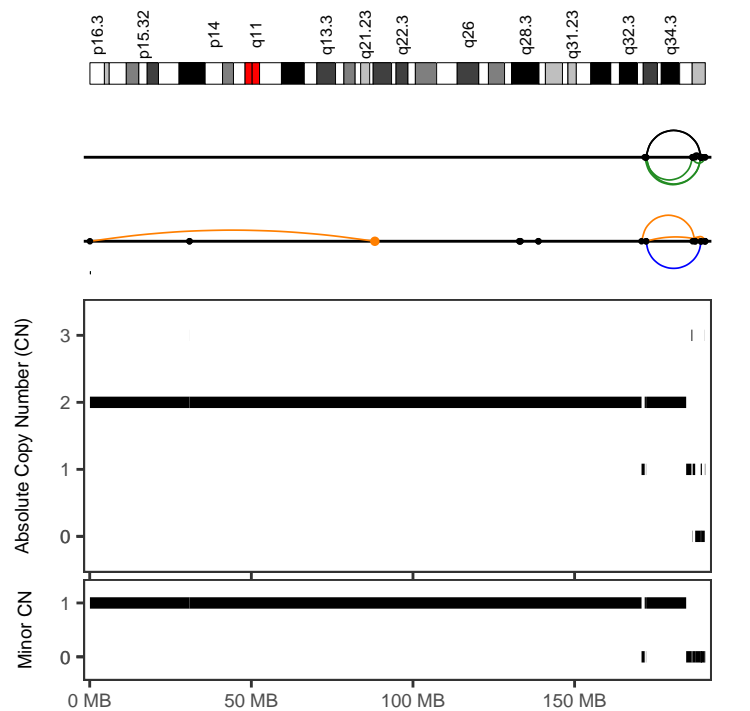 p16.3 p15.32 p14 q11 q13.3 q21.23 q22.3 q26 q28.3 q31.23 q32.3 q34.3
Absolute Copy Number (CN)
3
2
1
0
Minor CN
1
0
0 MB 50 MB 100 MB 150 MB